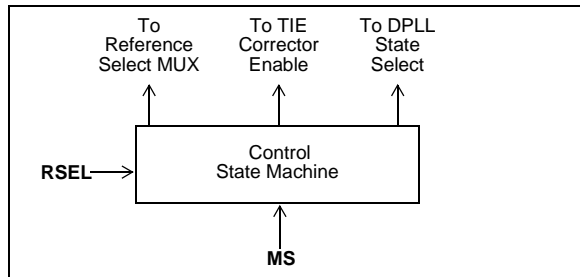 To
Reference
Select MUX
To TIE
Corrector
Enable
To DPLL
State
Select
Control
State Machine
RSEL
MS